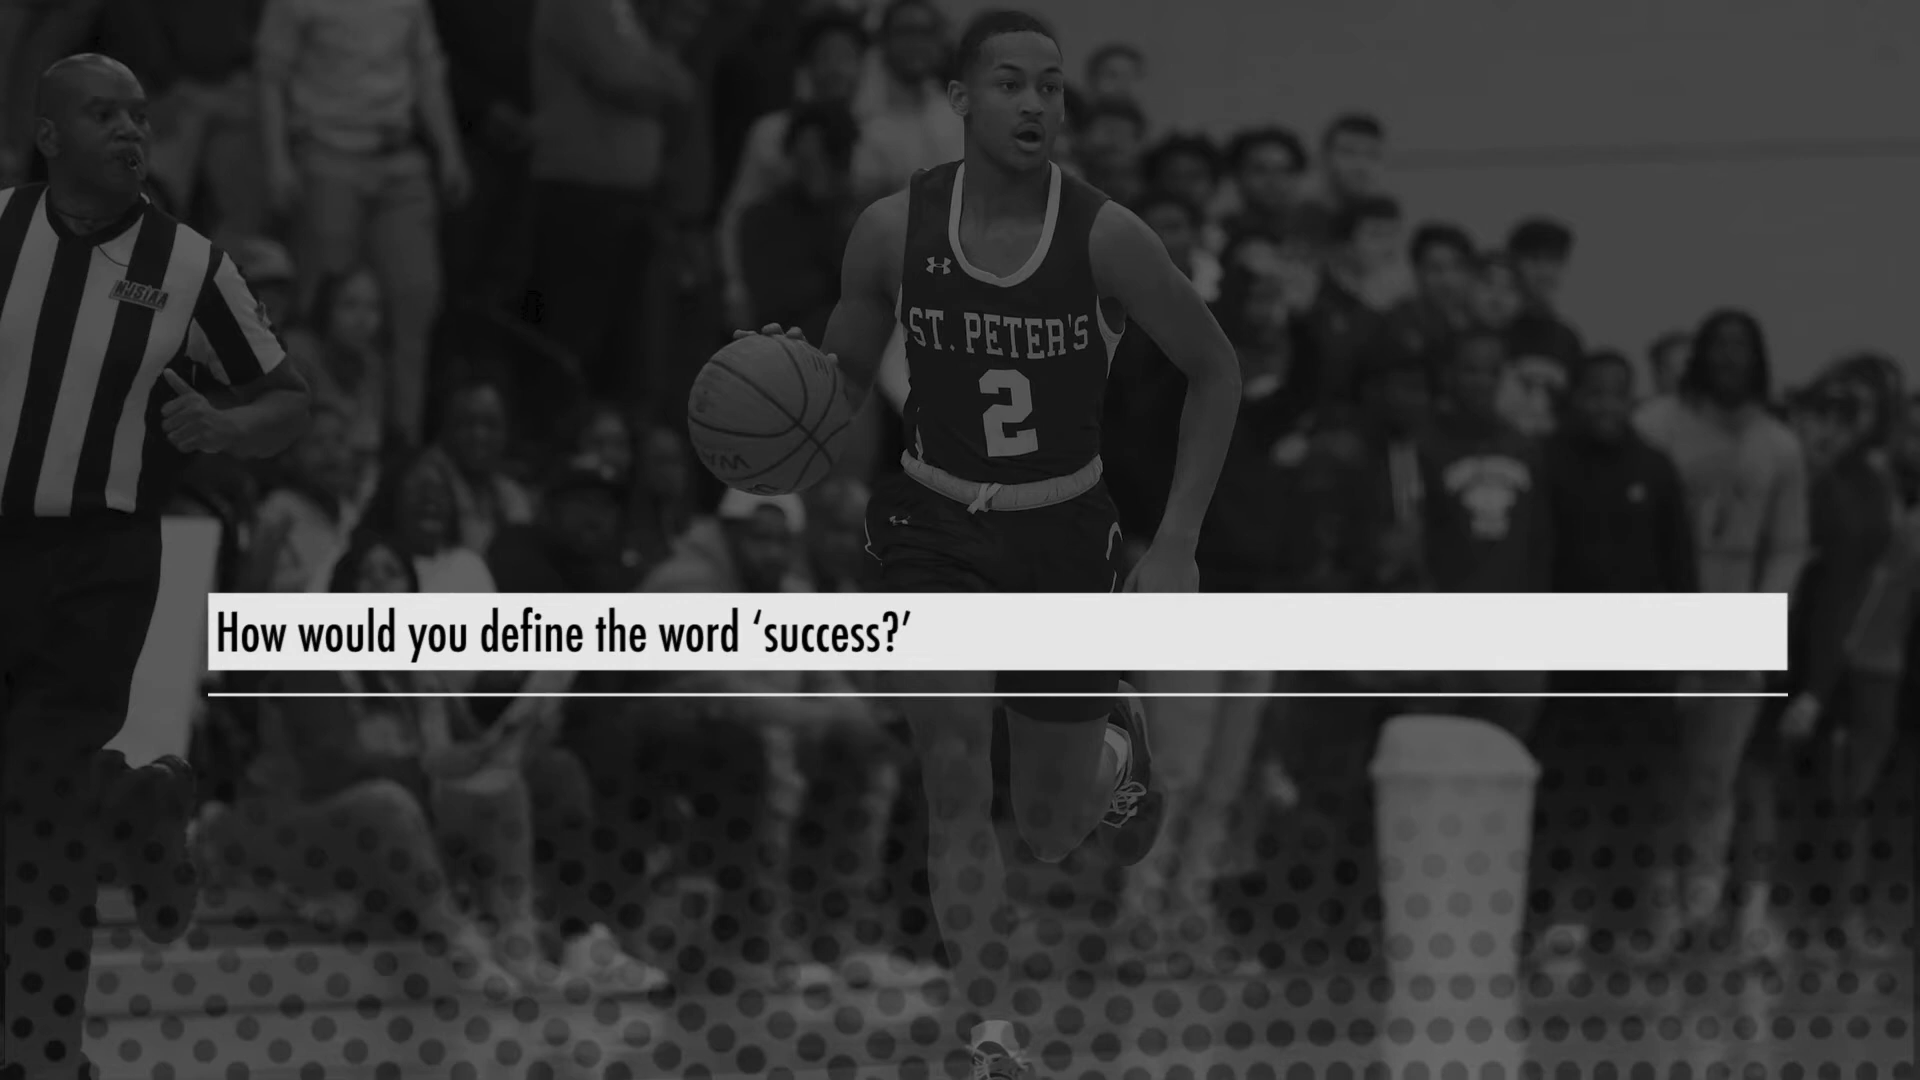 NJSIAA
ST. PETER'S
2
How would you define the word ‘success?’